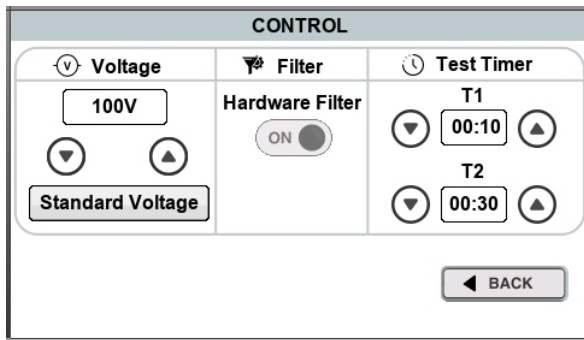 CONTROL
V Voltage
Filter
Test Timer
100V
Hardware Filter
ON
T1
00:10
T2
00:30
Standard Voltage
BACK